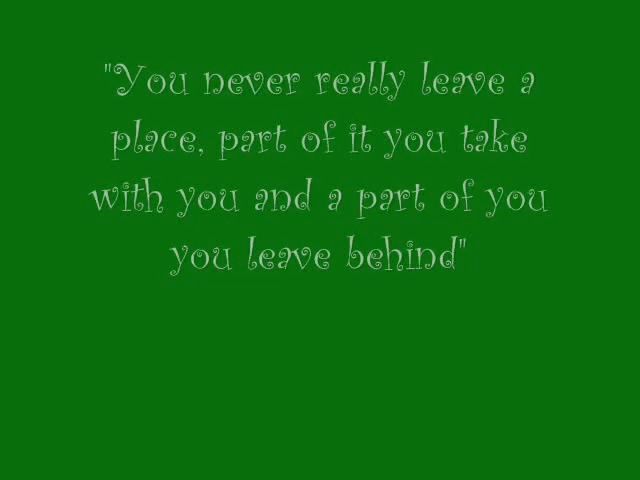 "You never really leave a
place, part of it you take
with you and a part of you
you leave behind"